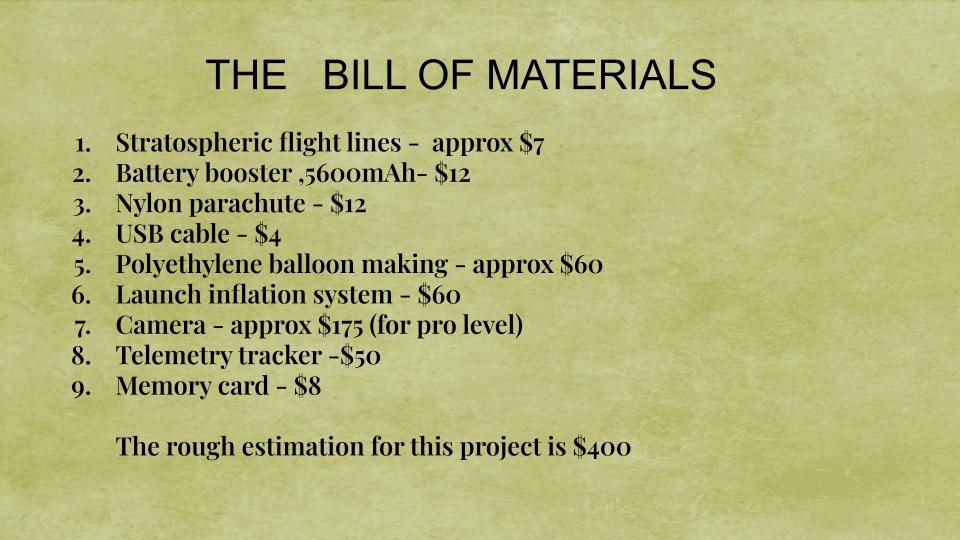 THE BILL OF MATERIALS
1. Stratospheric flight lines - approx $7
2. Battery booster ,5600mAh- $12
3. Nylon parachute - $12
4. USB cable - $4
5. Polyethylene balloon making - approx $60
6. Launch inflation system - $60
7. Camera - approx $175 (for pro level)
8. Telemetry tracker -$50
9. Memory card - $8
The rough estimation for this project is $400